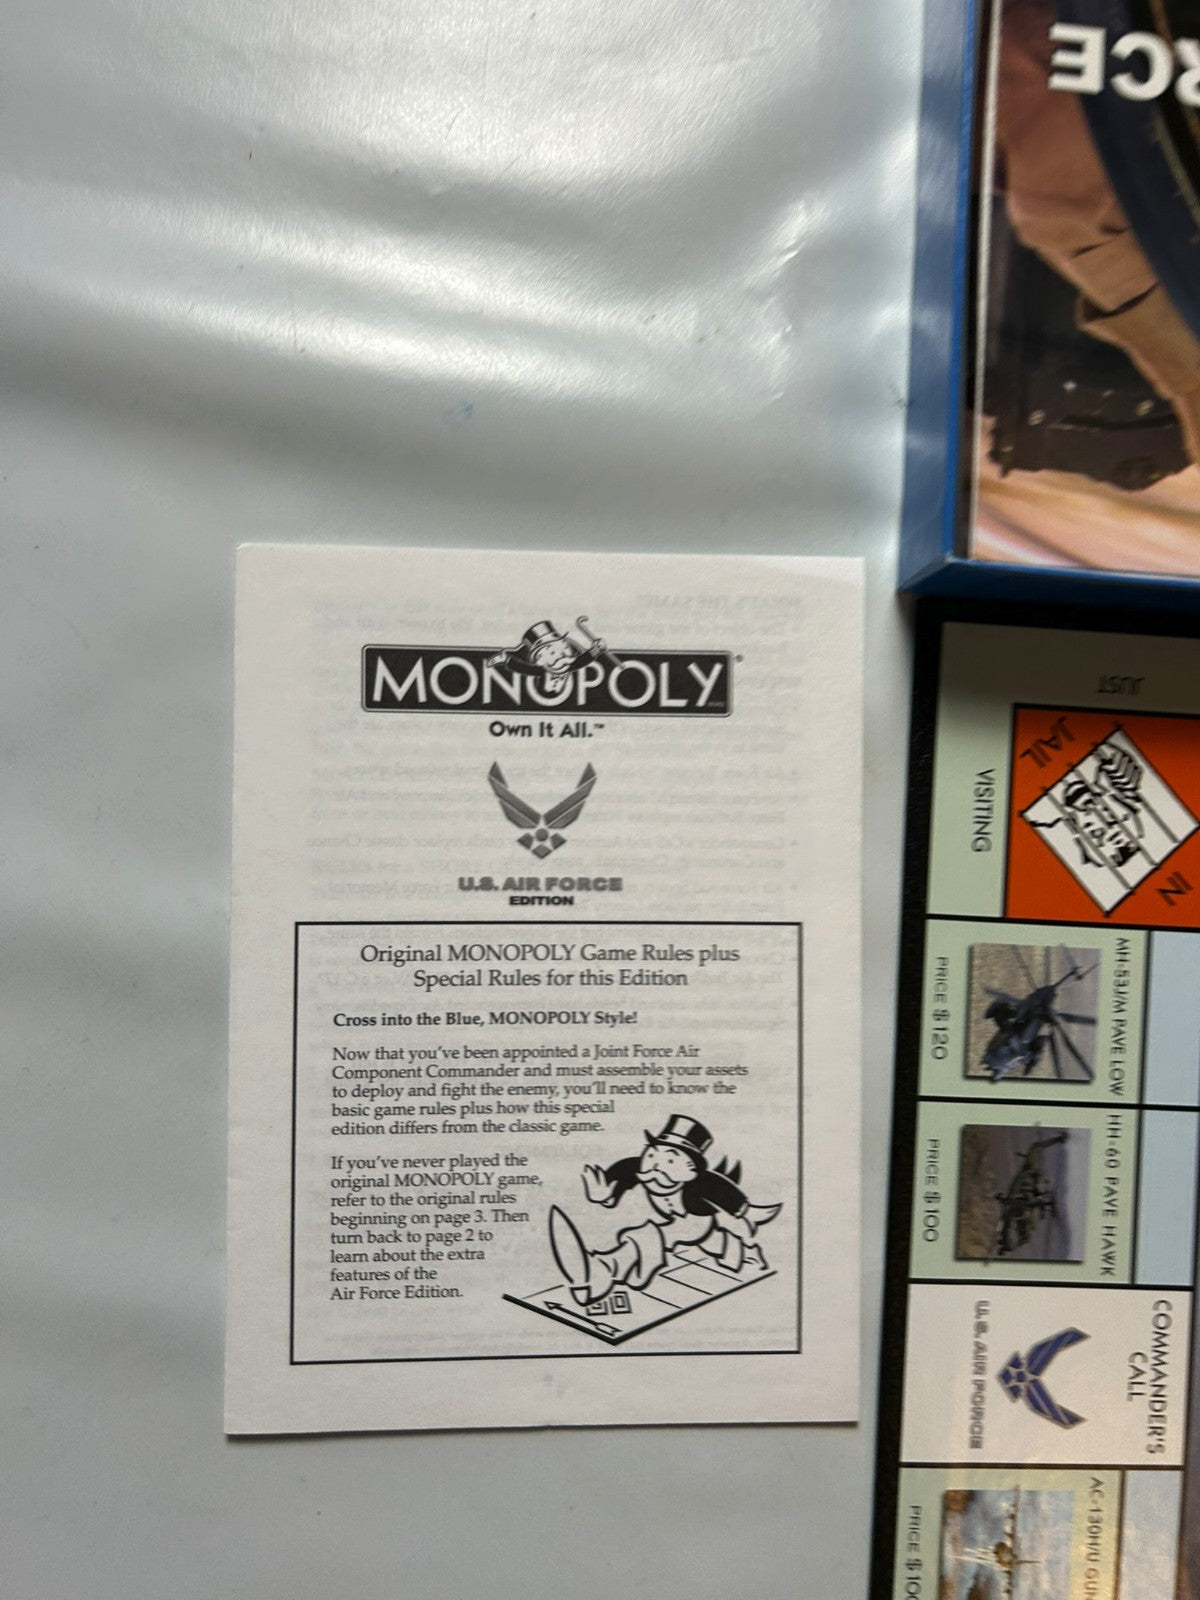 MONOPOLY®
Own It All.™
U.S. AIR FORCE
EDITION
Original MONOPOLY Game Rules plus
Special Rules for this Edition
Cross into the Blue, MONOPOLY Style!
Now that you've been appointed a Joint Force Air
Component Commander and must assemble your assets
to deploy and fight the enemy, you'll need to know the
basic game rules plus how this special
edition differs from the classic game.
If you've never played the
original MONOPOLY game,
refer to the original rules
beginning on page 3. Then
turn back to page 2 to
learn about the extra
features of the
Air Force Edition.
RCE
JUST
VISITING
IN
JAIL
MH-53J/M PAVE LOW
PRICE $120
HH-60 PAVE HAWK
PRICE $100
COMMANDER'S
CALL
U.S. AIR FORCE
AC-130H/U GUN
PRICE $100